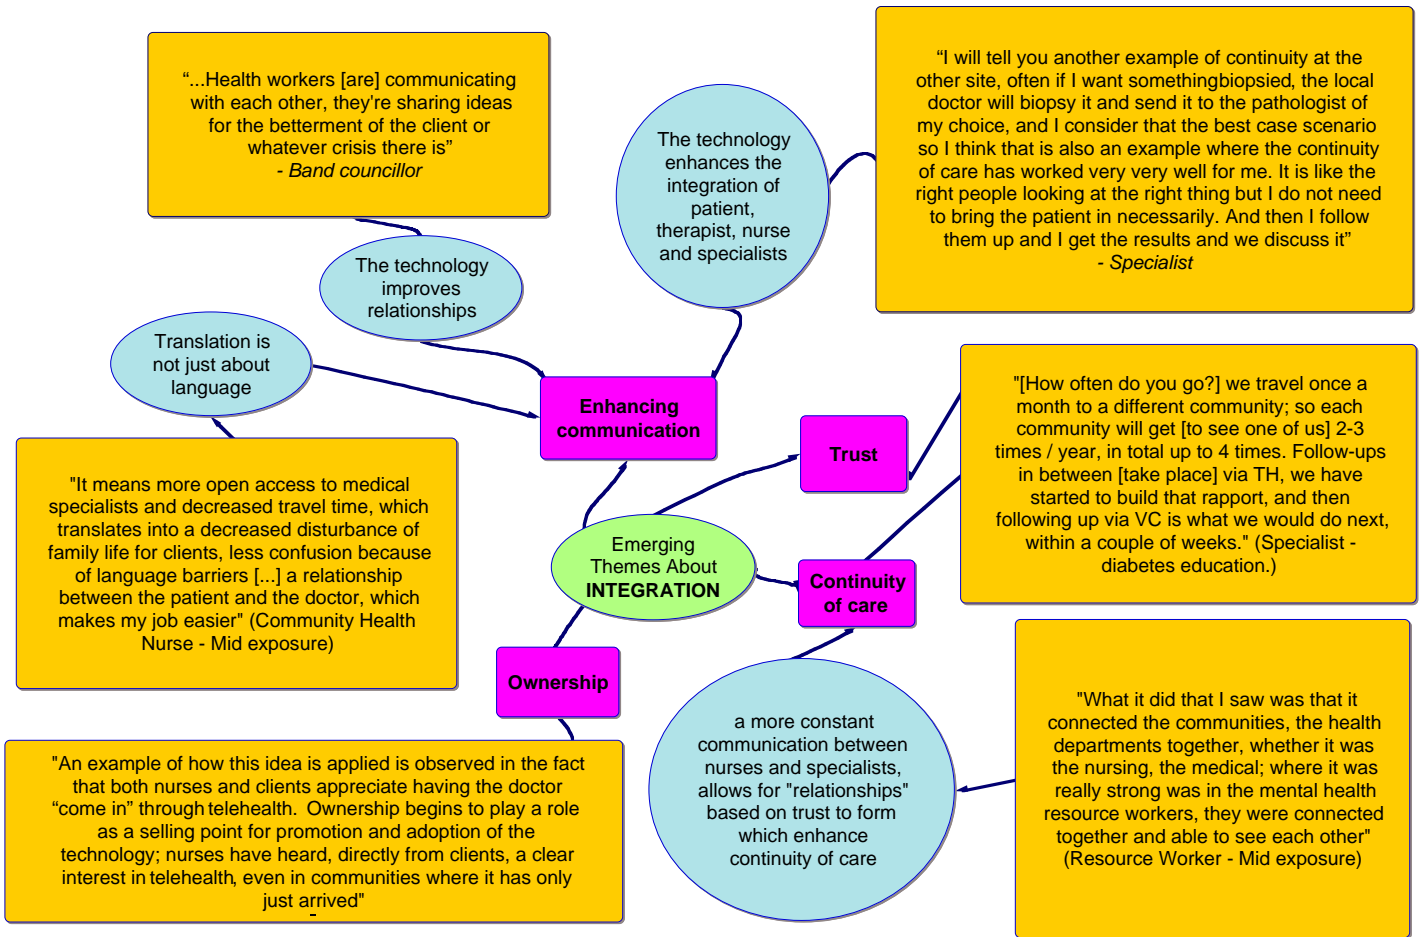 “...Health workers [are] communicating
with each other, they're sharing ideas
for the betterment of the client or
whatever crisis there is”
- Band councillor
The technology
enhances the
integration of
patient,
therapist, nurse
and specialists
“I will tell you another example of continuity at the
other site, often if I want somethingbiopsied, the local
doctor will biopsy it and send it to the pathologist of
my choice, and I consider that the best case scenario
so I think that is also an example where the continuity
of care has worked very very well for me. It is like the
right people looking at the right thing but I do not need
to bring the patient in necessarily. And then I follow
them up and I get the results and we discuss it”
- Specialist
The technology
improves
relationships
Translation is
not just about
language
Enhancing
communication
Trust
"[How often do you go?] we travel once a
month to a different community; so each
community will get [to see one of us] 2-3
times / year, in total up to 4 times. Follow-ups
in between [take place] via TH, we have
started to build that rapport, and then
following up via VC is what we would do next,
within a couple of weeks." (Specialist -
diabetes education.)
"It means more open access to medical
specialists and decreased travel time, which
translates into a decreased disturbance of
family life for clients, less confusion because
of language barriers [...] a relationship
between the patient and the doctor, which
makes my job easier" (Community Health
Nurse - Mid exposure)
Emerging
Themes About
INTEGRATION
Continuity
of care
Ownership
a more constant
communication between
nurses and specialists,
allows for "relationships"
based on trust to form
which enhance
continuity of care
"What it did that I saw was that it
connected the communities, the health
departments together, whether it was
the nursing, the medical; where it was
really strong was in the mental health
resource workers, they were connected
together and able to see each other"
(Resource Worker - Mid exposure)
"An example of how this idea is applied is observed in the fact
that both nurses and clients appreciate having the doctor
“come in” through telehealth. Ownership begins to play a role
as a selling point for promotion and adoption of the
technology; nurses have heard, directly from clients, a clear
interest in telehealth, even in communities where it has only
just arrived"
-